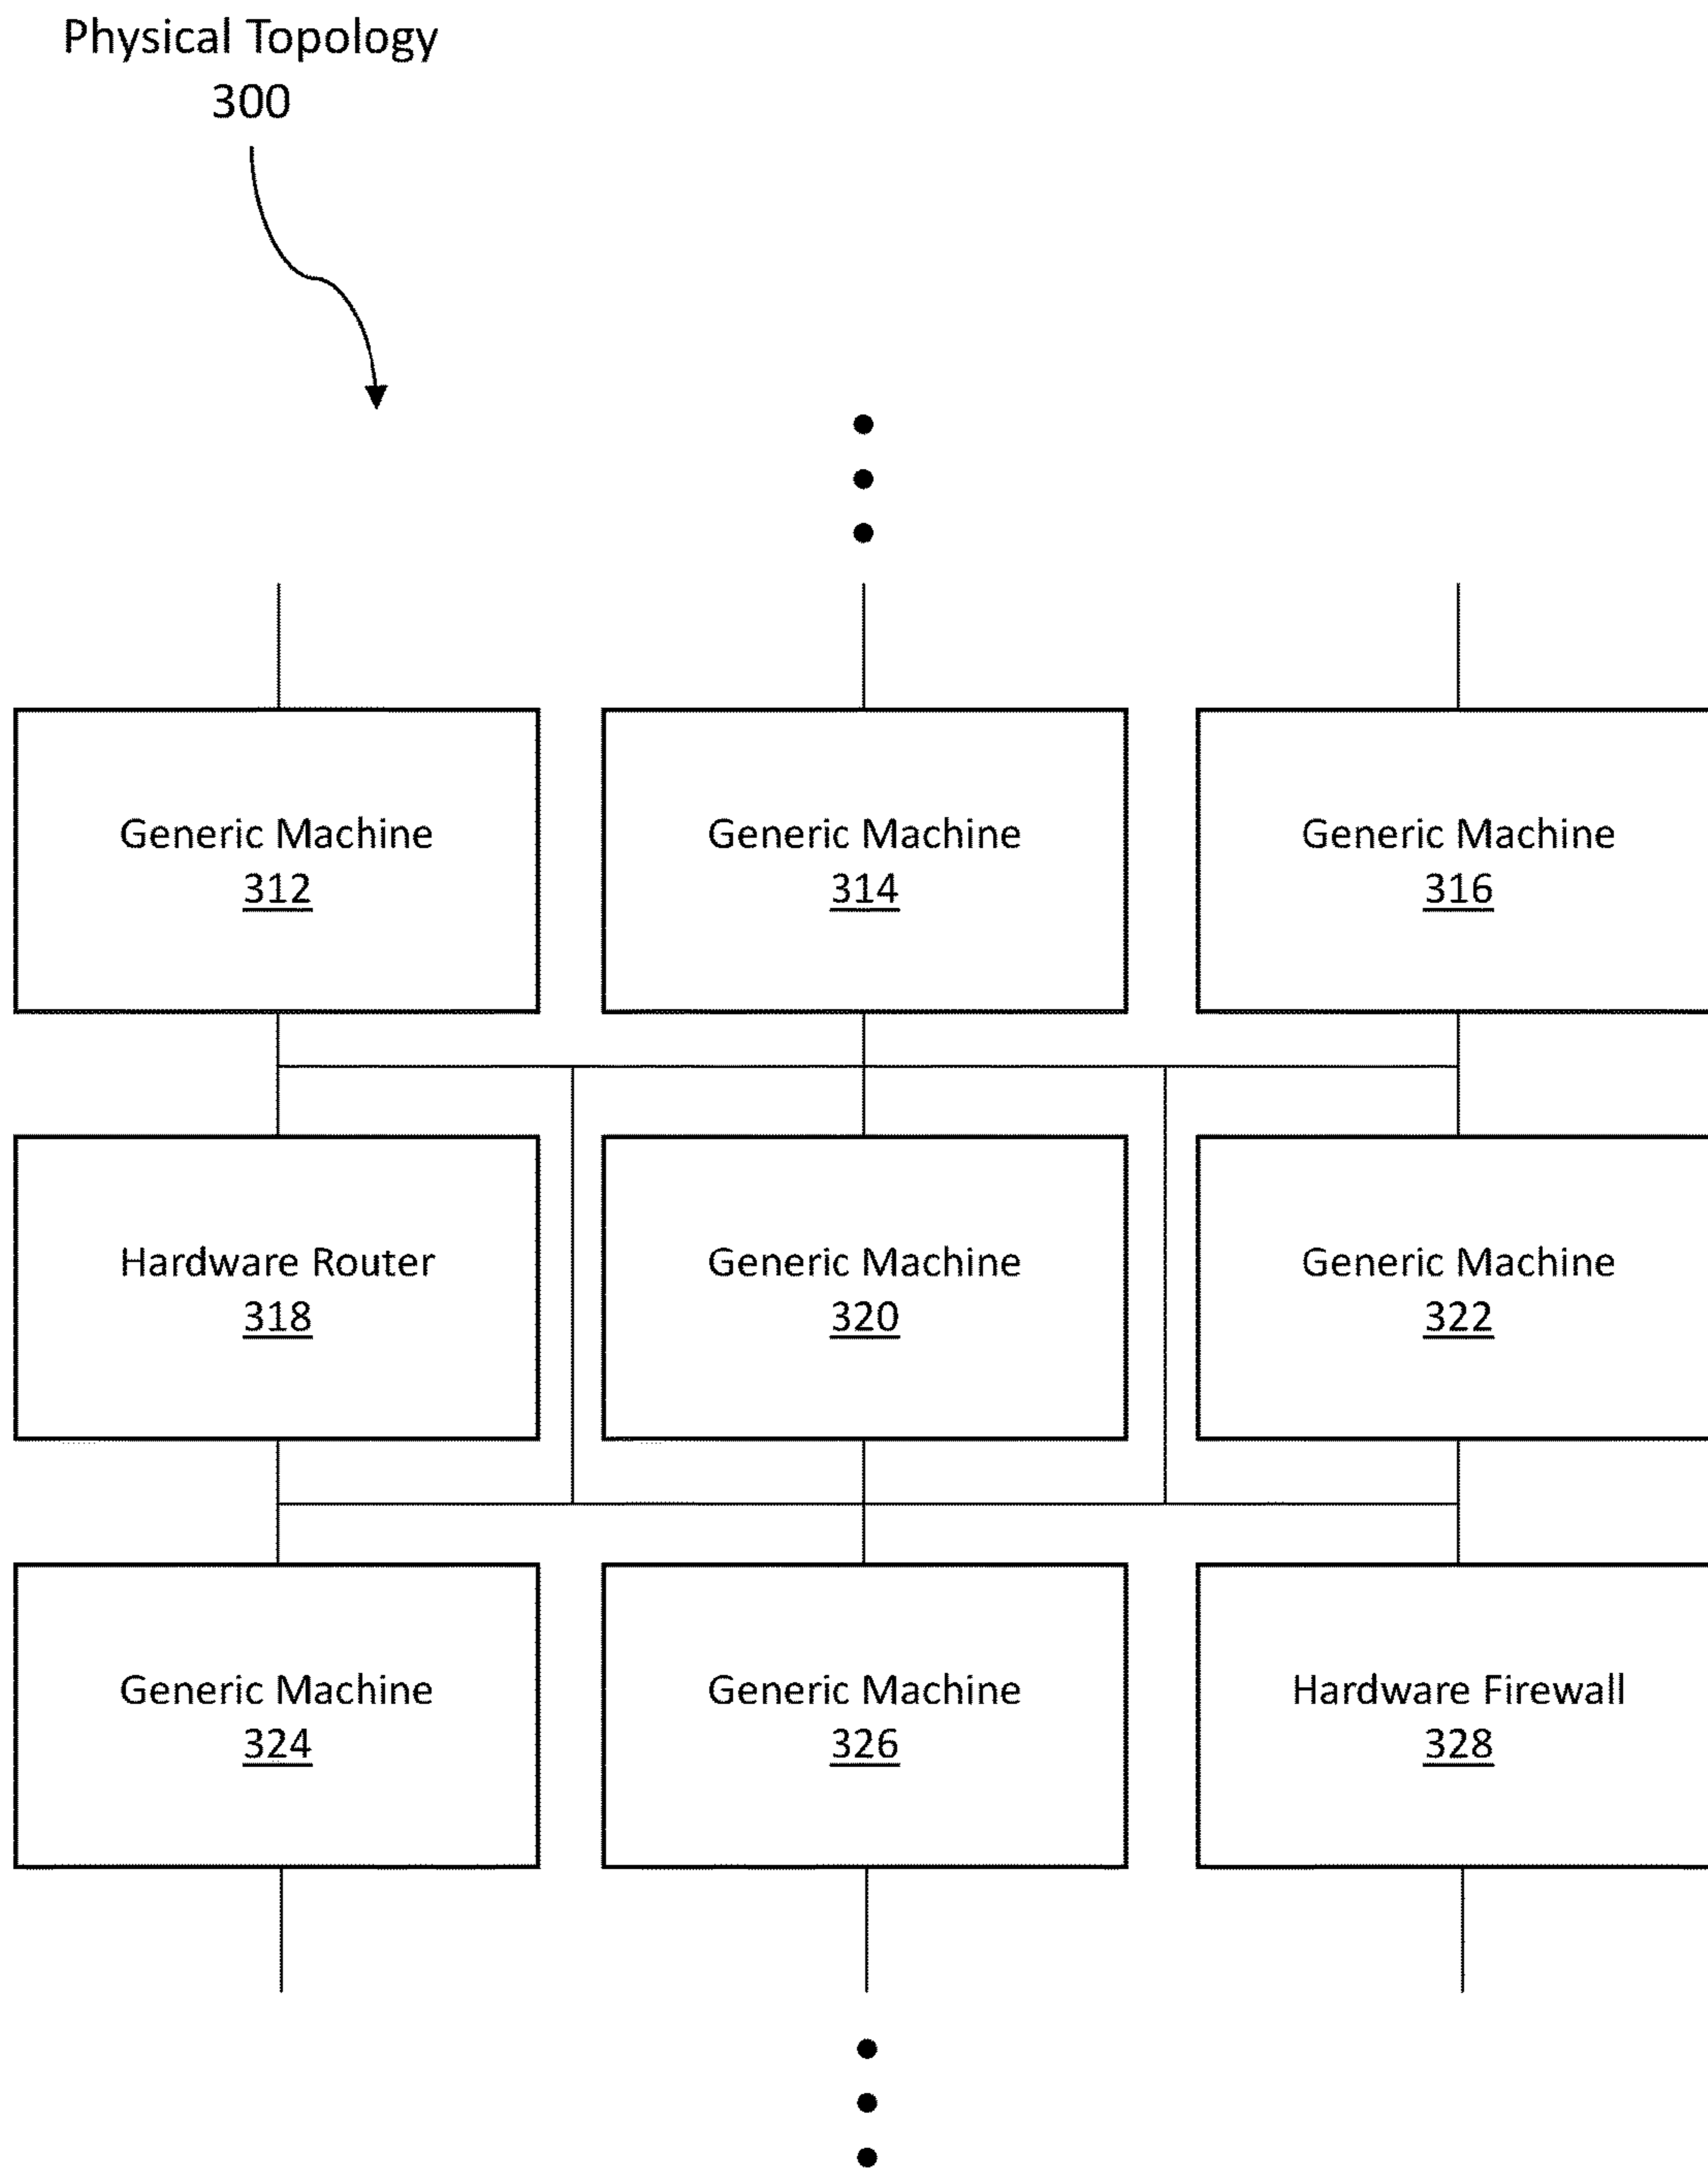 Physical Topology
300
Generic Machine
312
Generic Machine
314
Generic Machine
316
Hardware Router
318
Generic Machine
320
Generic Machine
322
Generic Machine
324
Generic Machine
326
Hardware Firewall
328